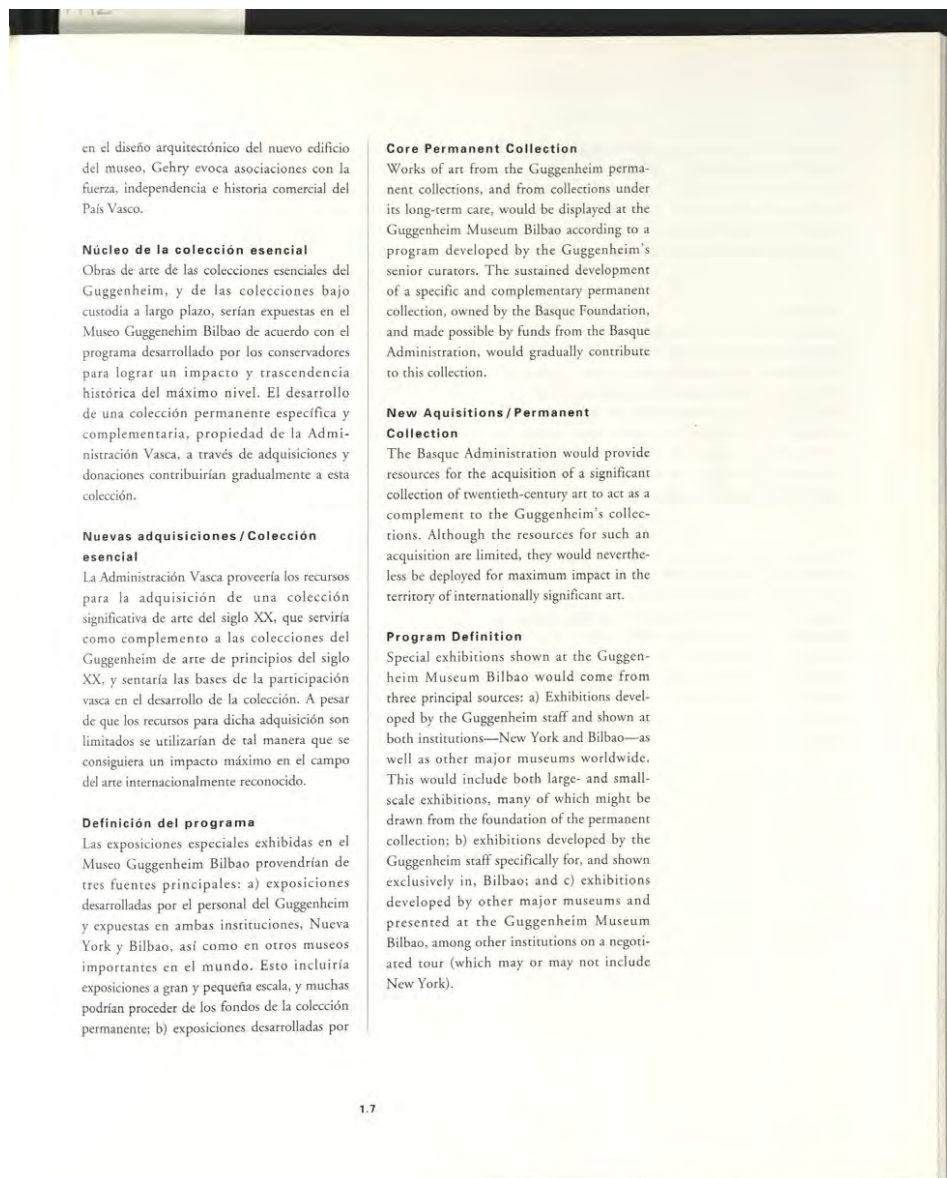 en el diseño arquitectónico del nuevo edificio
del museo, Gehry evoca asociaciones con la
fuerza, independencia e historia comercial del
País Vasco.
Núcleo de la colección esencial
Obras de arte de las colecciones esenciales del
Guggenheim, y de las colecciones bajo
custodia a largo plazo, serían expuestas en el
Museo Guggenehim Bilbao de acuerdo con el
programa desarrollado por los conservadores
para lograr un impacto y trascendencia
histórica del máximo nivel. El desarrollo
de una colección permanente específica y
complementaria, propiedad de la Admi-
nistración Vasca, a través de adquisiciones y
donaciones contribuirían gradualmente a esta
colección.
Nuevas adquisiciones / Colección
esencial
La Administración Vasca proveería los recursos
para la adquisición de una colección
significativa de arte del siglo XX, que serviría
como complemento a las colecciones del
Guggenheim de arte de principios del siglo
XX, y sentaría las bases de la participación
vasca en el desarrollo de la colección. A pesar
de que los recursos para dicha adquisición son
limitados se utilizarían de tal manera que se
consiguiera un impacto máximo en el campo
del arte internacionalmente reconocido.
Definición del programa
Las exposiciones especiales exhibidas en el
Museo Guggenheim Bilbao provendrían de
tres fuentes principales: a) exposiciones
desarrolladas por el personal del Guggenheim
y expuestas en ambas instituciones, Nueva
York y Bilbao, así como en otros museos
importantes en el mundo. Esto incluiría
exposiciones a gran y pequeña escala, y muchas
podrían proceder de los fondos de la colección
permanente; b) exposiciones desarrolladas por
Core Permanent Collection
Works of art from the Guggenheim perma-
nent collections, and from collections under
its long-term care, would be displayed at the
Guggenheim Museum Bilbao according to a
program developed by the Guggenheim's
senior curators. The sustained development
of a specific and complementary permanent
collection, owned by the Basque Foundation,
and made possible by funds from the Basque
Administration, would gradually contribute
to this collection.
New Aquisitions / Permanent
Collection
The Basque Administration would provide
resources for the acquisition of a significant
collection of twentieth-century art to act as a
complement to the Guggenheim's collec-
tions. Although the resources for such an
acquisition are limited, they would neverthe-
less be deployed for maximum impact in the
territory of internationally significant art.
Program Definition
Special exhibitions shown at the Guggen-
heim Museum Bilbao would come from
three principal sources: a) Exhibitions devel-
oped by the Guggenheim staff and shown at
both institutions—New York and Bilbao—as
well as other major museums worldwide.
This would include both large- and small-
scale exhibitions, many of which might be
drawn from the foundation of the permanent
collection; b) exhibitions developed by the
Guggenheim staff specifically for, and shown
exclusively in, Bilbao; and c) exhibitions
developed by other major museums and
presented at the Guggenheim Museum
Bilbao, among other institutions on a negoti-
ated tour (which may or may not include
New York).
1.7